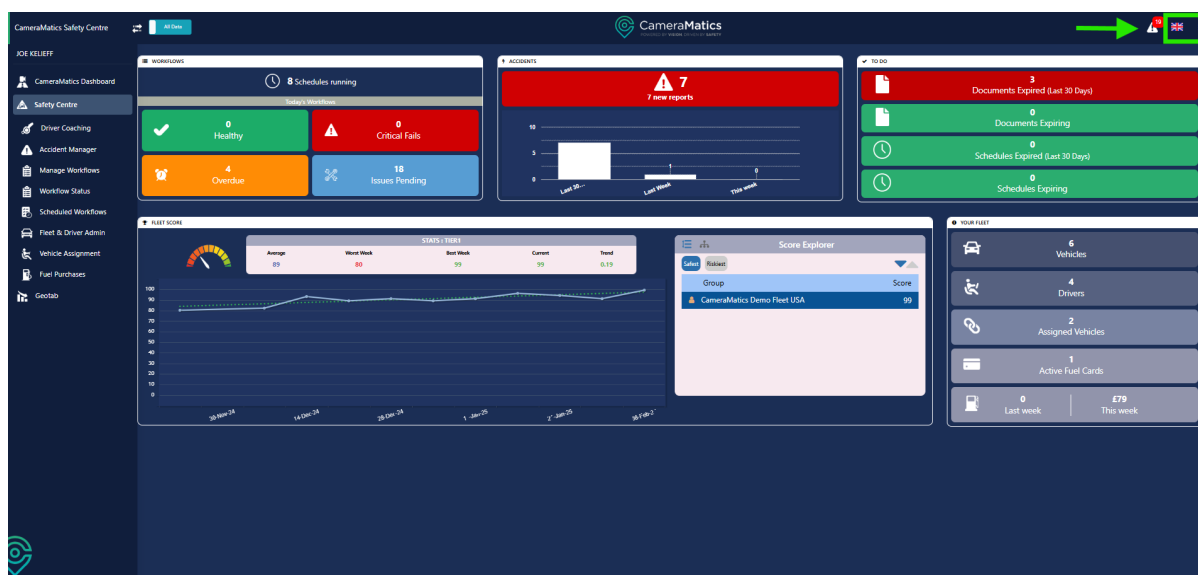 CameraMatics Safety Centre
All Data
CameraMatics
POWERED BY VISION DRIVEN BY SAFETY
19
JOE KELIEFF
CameraMatics Dashboard
Safety Centre
Driver Coaching
Accident Manager
Manage Workflows
Workflow Status
Scheduled Workflows
Fleet & Driver Admin
Vehicle Assignment
Fuel Purchases
Geotab
WORKFLOWS
8 Schedules running
Today's Workflows
0
Healthy
0
Critical Fails
4
Overdue
18
Issues Pending
ACCIDENTS
7
7 new reports
10
5
0
1
0
Last 30...
Last Week
This week
TO DO
3
Documents Expired (Last 30 Days)
0
Documents Expiring
0
Schedules Expired (Last 30 Days)
0
Schedules Expiring
FLEET SCORE
STATS : TIER1
Average Worst Week Best Week Current Trend
89 80 99 99 0.19
100
90
80
70
60
50
40
30
20
10
0
30-Nov-24
14-Dec-24
28-Dec-24
Score Explorer
Safest Riskiest
Group Score
CameraMatics Demo Fleet USA 99
YOUR FLEET
6
Vehicles
4
Drivers
2
Assigned Vehicles
1
Active Fuel Cards
0
Last week
£79
This week